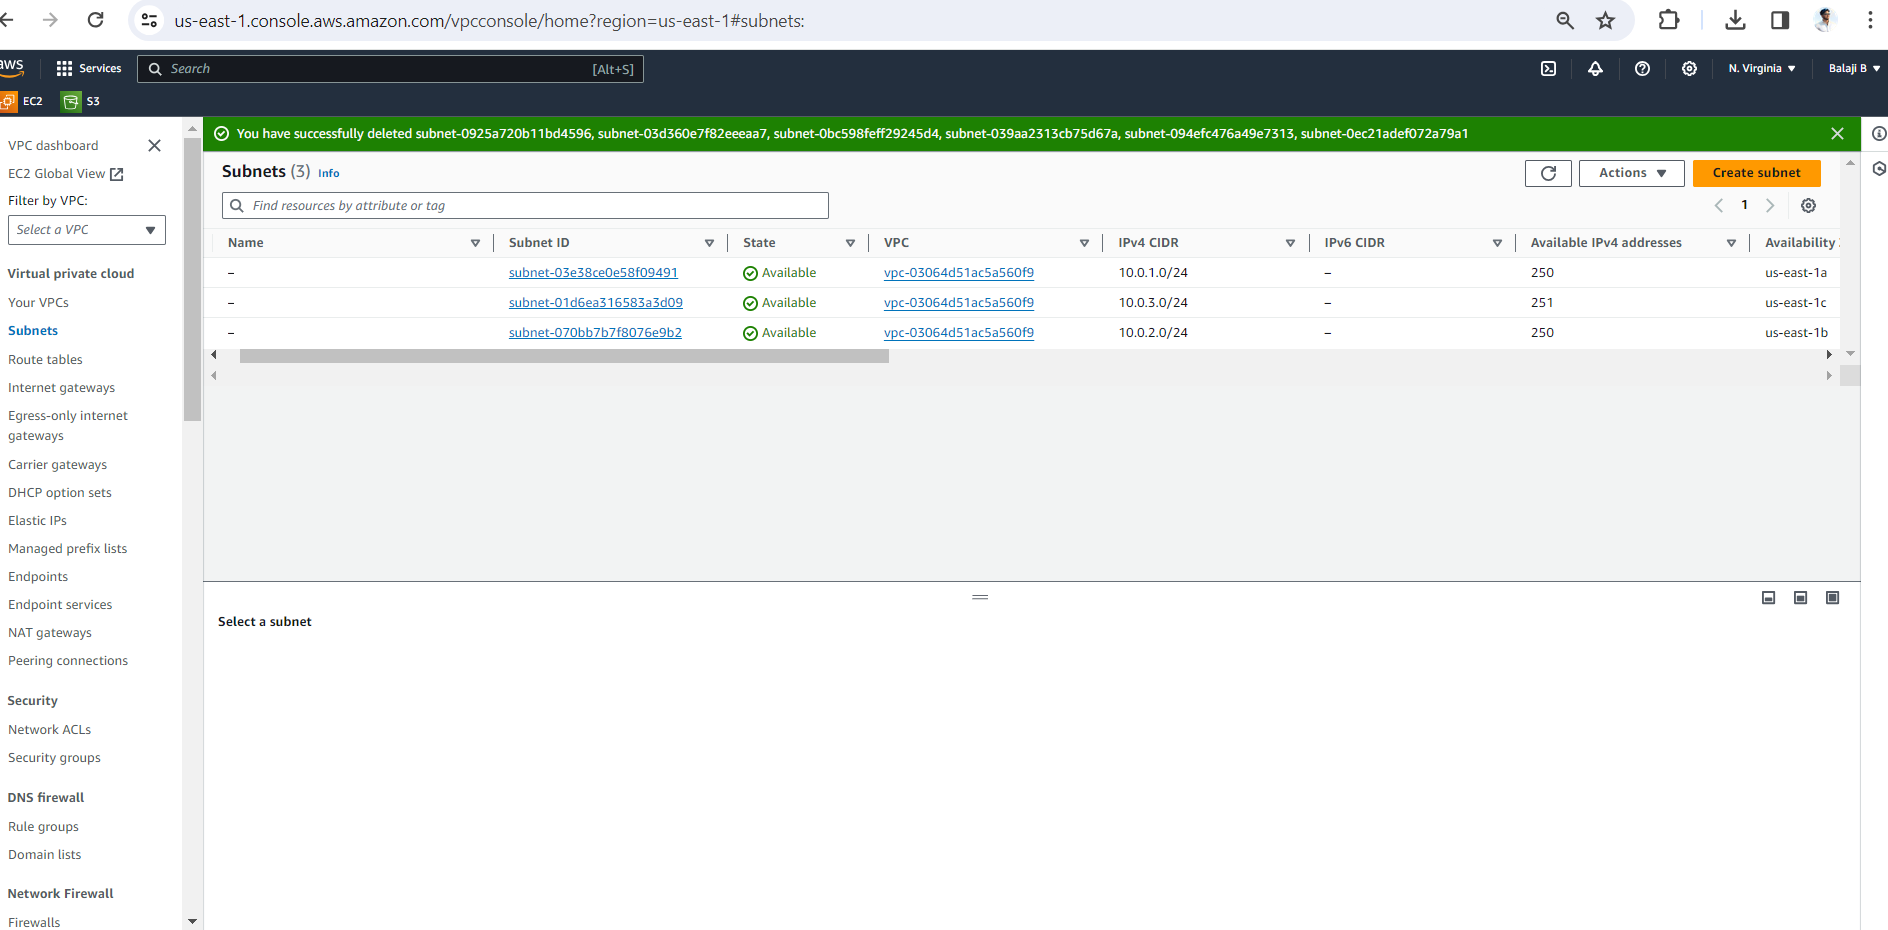 us-east-1.console.aws.amazon.com/vpcconsole/home?region=us-east-1#subnets:
aws Services Search [Alt+S] N. Virginia Balaji B
EC2 S3
You have successfully deleted subnet-0925a720b11bd4596, subnet-03d360e7f82eeeaa7, subnet-0bc598feff29245d4, subnet-039aa2313cb75d67a, subnet-094efc476a49e7313, subnet-0ec21adef072a79a1
VPC dashboard
EC2 Global View
Filter by VPC:
Select a VPC
Virtual private cloud
Your VPCs
Subnets
Route tables
Internet gateways
Egress-only internet
gateways
Carrier gateways
DHCP option sets
Elastic IPs
Managed prefix lists
Endpoints
Endpoint services
NAT gateways
Peering connections
Security
Network ACLs
Security groups
DNS firewall
Rule groups
Domain lists
Network Firewall
Firewalls
Subnets (3) Info
Actions Create subnet
Find resources by attribute or tag
1
Name Subnet ID State VPC IPv4 CIDR IPv6 CIDR Available IPv4 addresses Availability
– subnet-03e38ce0e58f09491 Available vpc-03064d51ac5a560f9 10.0.1.0/24 – 250 us-east-1a
– subnet-01d6ea316583a3d09 Available vpc-03064d51ac5a560f9 10.0.3.0/24 – 251 us-east-1c
– subnet-070bb7b7f8076e9b2 Available vpc-03064d51ac5a560f9 10.0.2.0/24 – 250 us-east-1b
Select a subnet